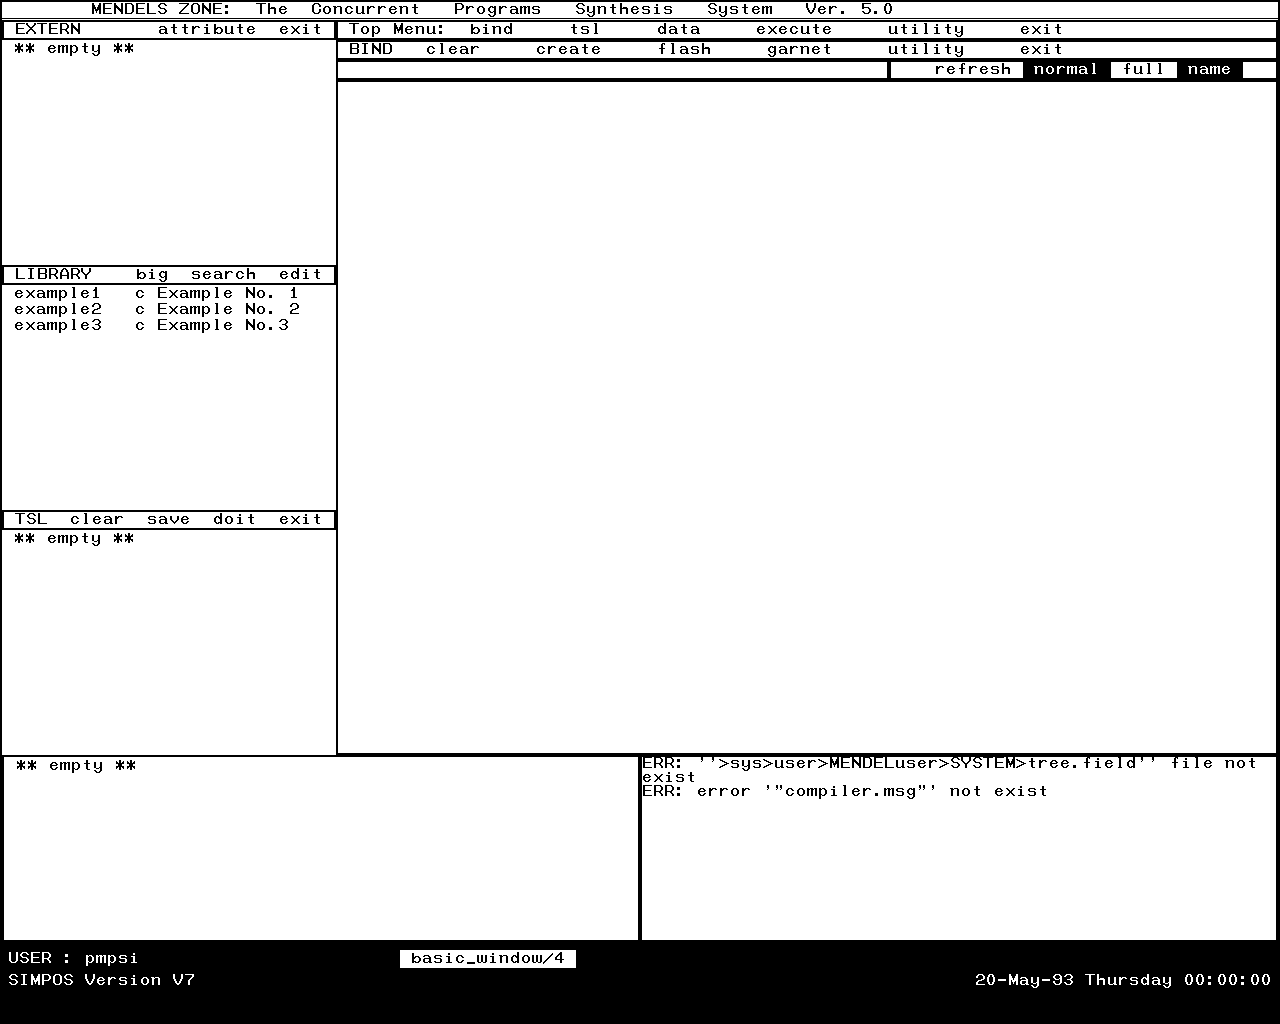 MENDELS ZONE: The Concurrent Programs Synthesis System Ver. 5.0
EXTERN attribute exit
** empty **
Top Menu: bind tsl data execute utility exit
BIND clear create flash garnet utility exit
refresh normal full name
LIBRARY big search edit
example1 c Example No. 1
example2 c Example No. 2
example3 c Example No.3
TSL clear save doit exit
** empty **
** empty **
ERR: ''>sys>user>MENDELuser>SYSTEM>tree.field'' file not
exist
ERR: error '"compiler.msg"' not exist
USER : pmpsi
basic_window/4
SIMPOS Version V7
20-May-93 Thursday 00:00:00